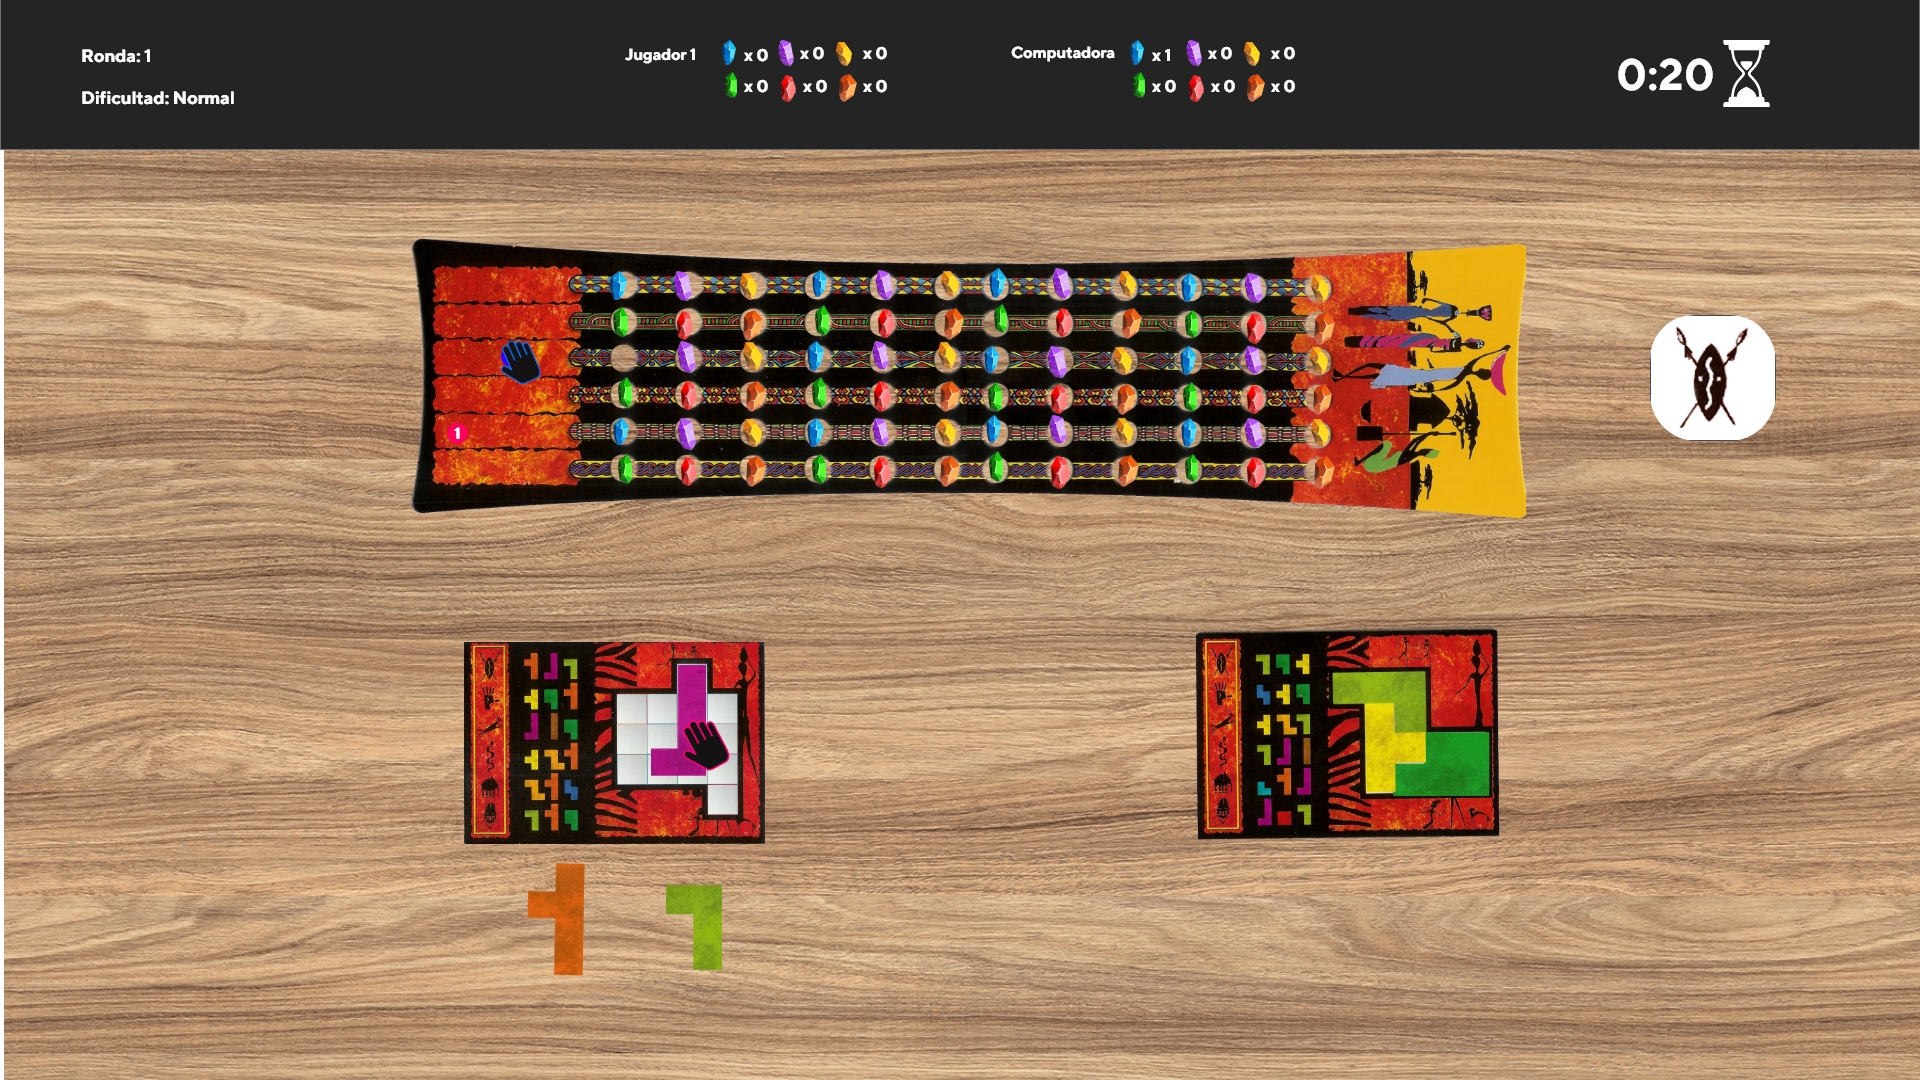 Ronda: 1
Jugador 1 x 0 x 0 x 0
Computadora x 1 x 0 x 0
0:20
x 0 x 0 x 0
x 0 x 0 x 0
Dificultad: Normal
1